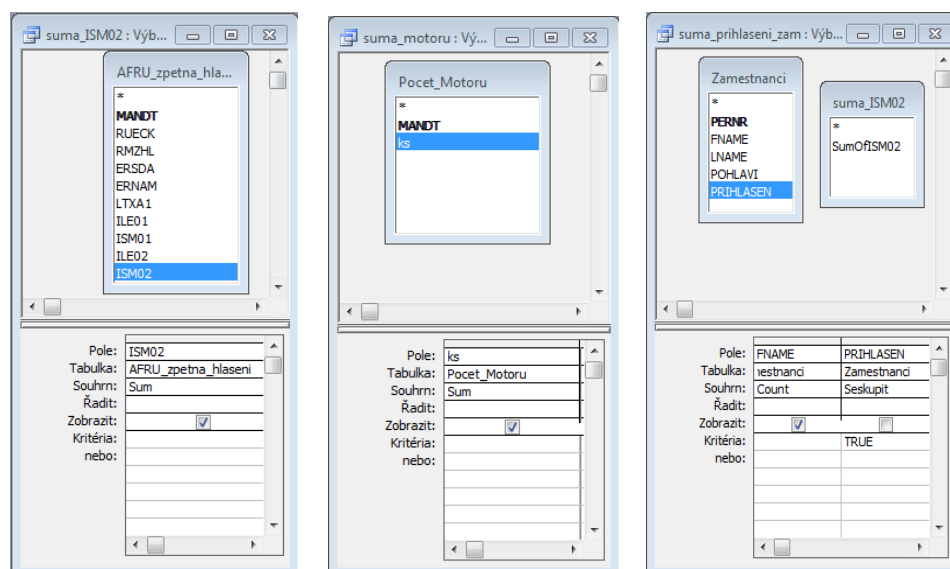 suma_ISM02 : Výb...
AFRU_zpetna_hla...
*
MANDT
RUECK
RMZHL
ERSDA
ERNAM
LTXA1
ILE01
ISM01
ILE02
ISM02
Pole: ISM02
Tabulka: AFRU_zpetna_hlaseni
Souhrn: Sum
Řadit:
Zobrazit:
Kritéria:
nebo:
suma_motoru : Vý...
Pocet_Motoru
*
MANDT
ks
Pole: ks
Tabulka: Pocet_Motoru
Souhrn: Sum
Řadit:
Zobrazit:
Kritéria:
nebo:
suma_prihlaseni_zam : Výb...
Zamestnanci
*
PERNR
FNAME
LNAME
POHLAVI
PRIHLASEN
suma_ISM02
*
SumOfISM02
Pole: FNAME PRIHLASEN
Tabulka: nestnanci Zamestnanci
Souhrn: Count Seskupit
Řadit:
Zobrazit:
Kritéria: TRUE
nebo: